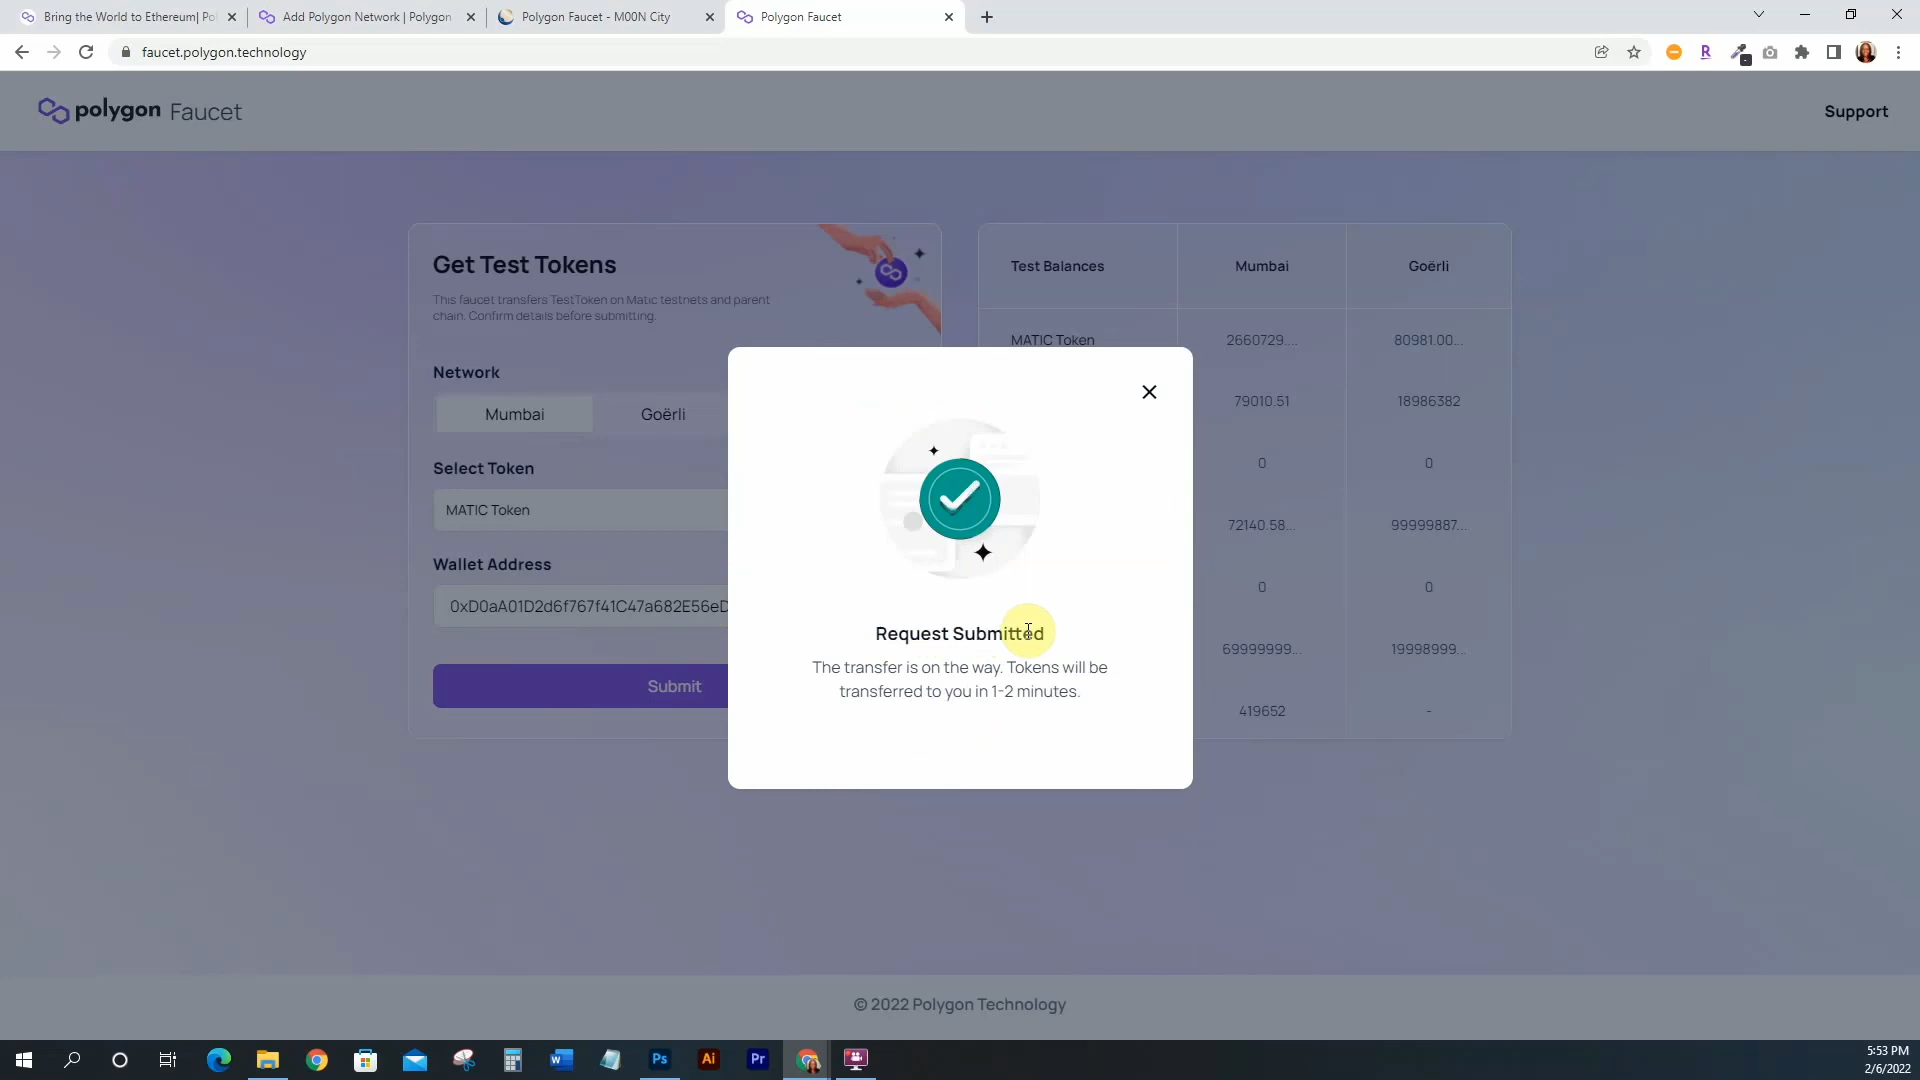 Bring the World to Ethereum| Po
Add Polygon Network | Polygon
Polygon Faucet - M00N City
Polygon Faucet
faucet.polygon.technology
polygon Faucet
Support
Get Test Tokens
This faucet transfers TestToken on Matic testnets and parent
chain. Confirm details before submitting.
Network
Mumbai
Goërli
Select Token
MATIC Token
Wallet Address
0xD0aA01D2d6f767f41C47a682E56eD
Submit
Test Balances
Mumbai
Goërli
MATIC Token
2660729....
80981.00...
79010.51
18986382
0
0
72140.58...
99999887...
0
0
69999999...
19998999...
419652
-
Request Submitted
The transfer is on the way. Tokens will be
transferred to you in 1-2 minutes.
© 2022 Polygon Technology
5:53 PM
2/6/2022